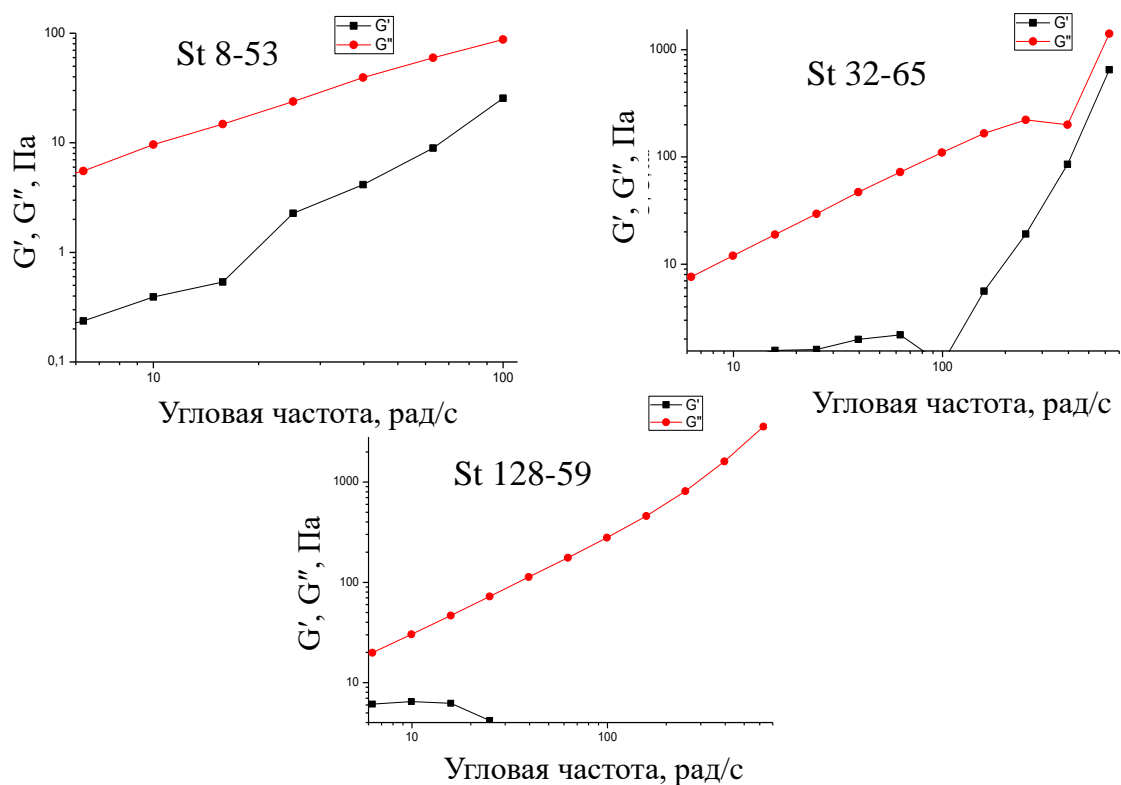 G'
G''
St 8-53
100
10
1
0,1
G′, G″, Па
10
100
Угловая частота, рад/с
G'
G''
St 32-65
1000
100
10
G′, G″, Па
10
100
Угловая частота, рад/с
G'
G''
St 128-59
1000
100
10
G′, G″, Па
10
100
Угловая частота, рад/с